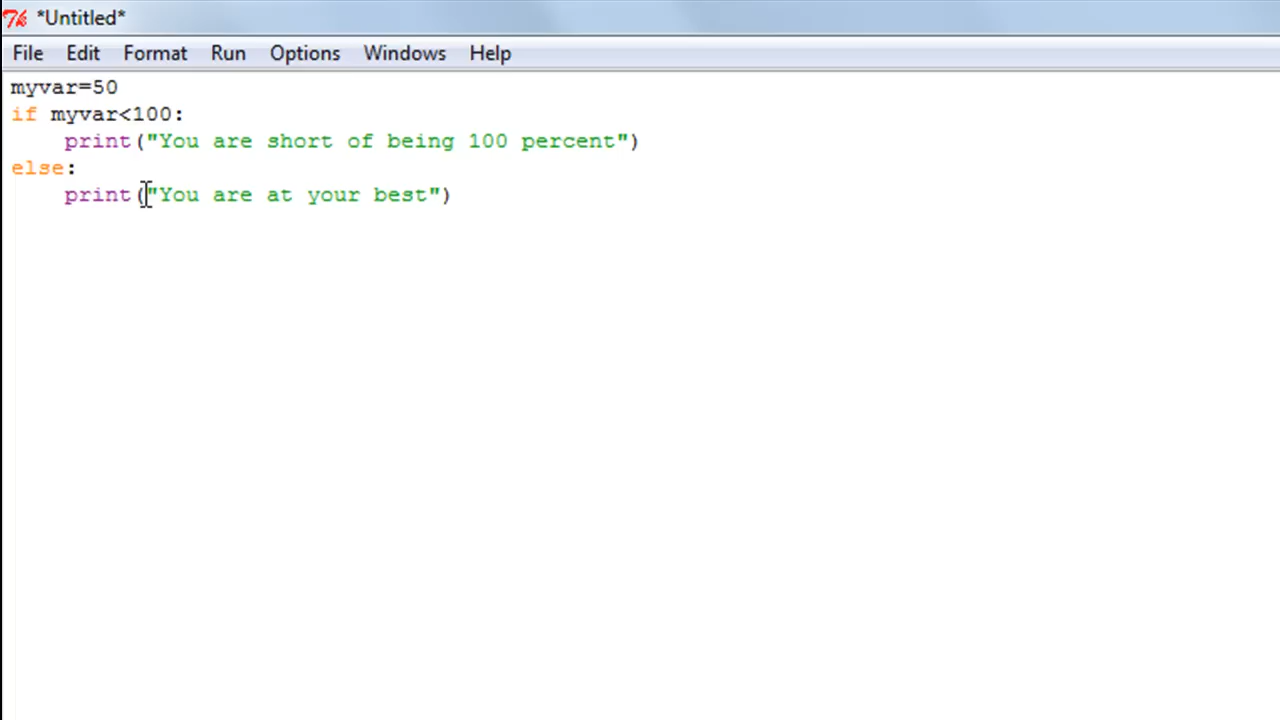 *Untitled*
File Edit Format Run Options Windows Help
myvar=50
if myvar<100:
    print("You are short of being 100 percent")
else:
    print("You are at your best")